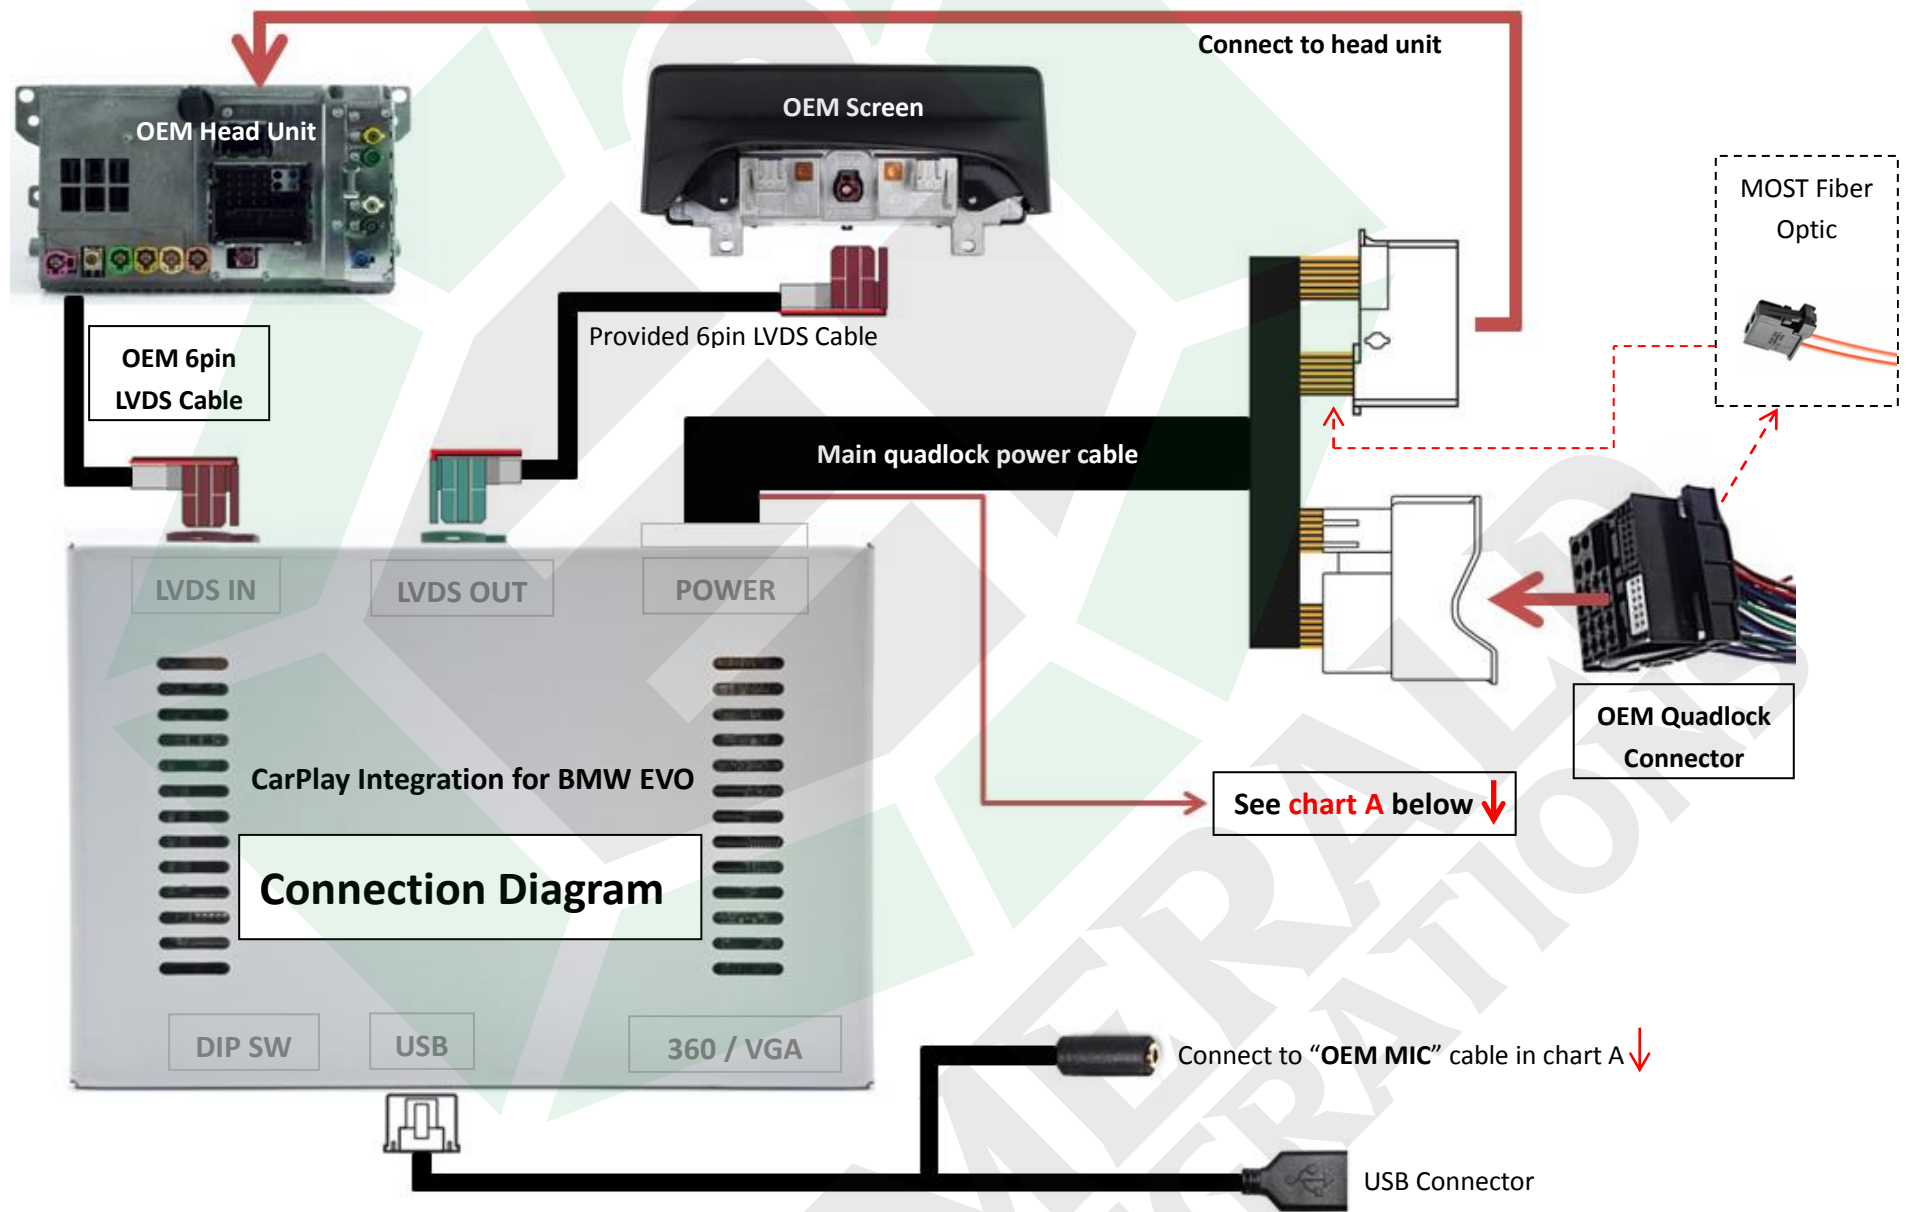 Connect to head unit
OEM Head Unit
OEM Screen
MOST Fiber
Optic
OEM 6pin
LVDS Cable
Provided 6pin LVDS Cable
Main quadlock power cable
LVDS IN
LVDS OUT
POWER
OEM Quadlock
Connector
CarPlay Integration for BMW EVO
See chart A below
Connection Diagram
DIP SW
USB
360 / VGA
Connect to “OEM MIC” cable in chart A
USB Connector